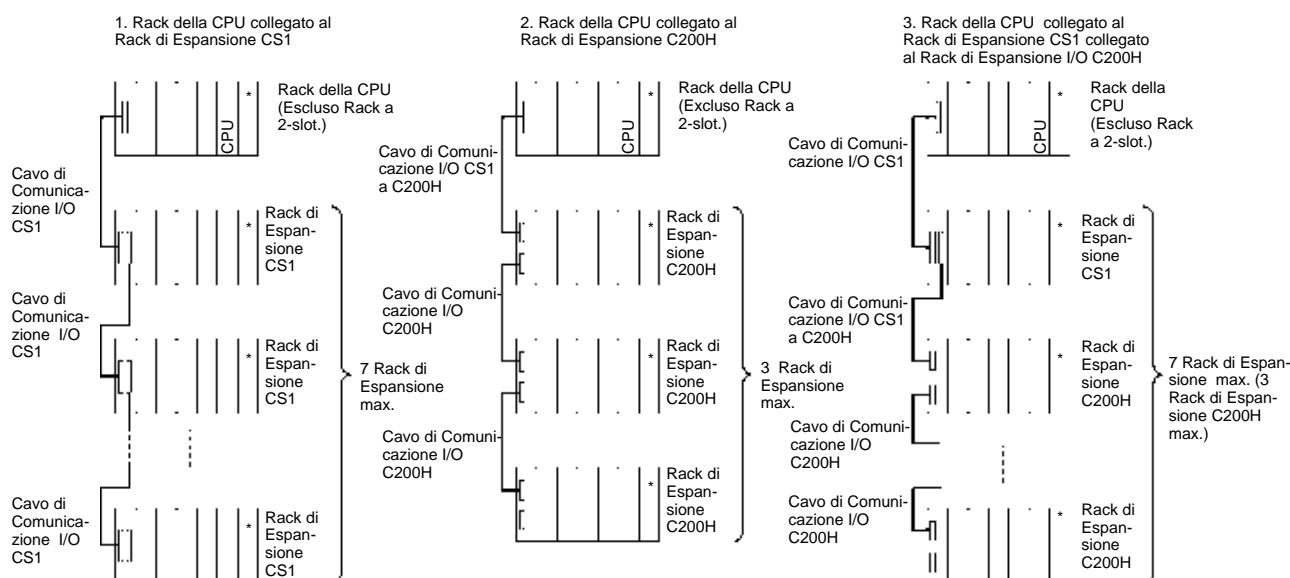 1. Rack della CPU collegato al
Rack di Espansione CS1
*
CPU
Rack della CPU
(Escluso Rack a
2-slot.)
Cavo di
Comunica-
zione I/O
CS1
*
Rack di
Espan-
sione
CS1
Cavo di
Comunica-
zione I/O
CS1
*
Rack di
Espan-
sione
CS1
7 Rack di
Espansione
max.
Cavo di
Comunica-
zione I/O
CS1
*
Rack di
Espan-
sione
CS1
2. Rack della CPU collegato al
Rack di Espansione C200H
*
CPU
Rack della CPU
(Excluso Rack a
2-slot.)
Cavo di Comuni-
cazione I/O CS1
a C200H
*
Rack di
Espan-
sione
C200H
Cavo di Comuni-
cazione I/O
C200H
*
Rack di
Espan-
sione
C200H
3 Rack di
Espansione
max.
Cavo di Comuni-
cazione I/O
C200H
*
Rack di
Espan-
sione
C200H
3. Rack della CPU collegato al
Rack di Espansione CS1 collegato
al Rack di Espansione I/O C200H
*
CPU
Rack della
CPU
(Escluso Rack
a 2-slot.)
Cavo di Comuni-
cazione I/O CS1
*
Rack di
Espan-
sione
CS1
Cavo di Comuni-
cazione I/O CS1
a C200H
*
Rack di
Espan-
sione
C200H
7 Rack di Espan-
sione max. (3
Rack di Espan-
sione C200H
max.)
Cavo di Comuni-
cazione I/O
C200H
Cavo di Comuni-
cazione I/O
C200H
*
Rack di
Espan-
sione
C200H